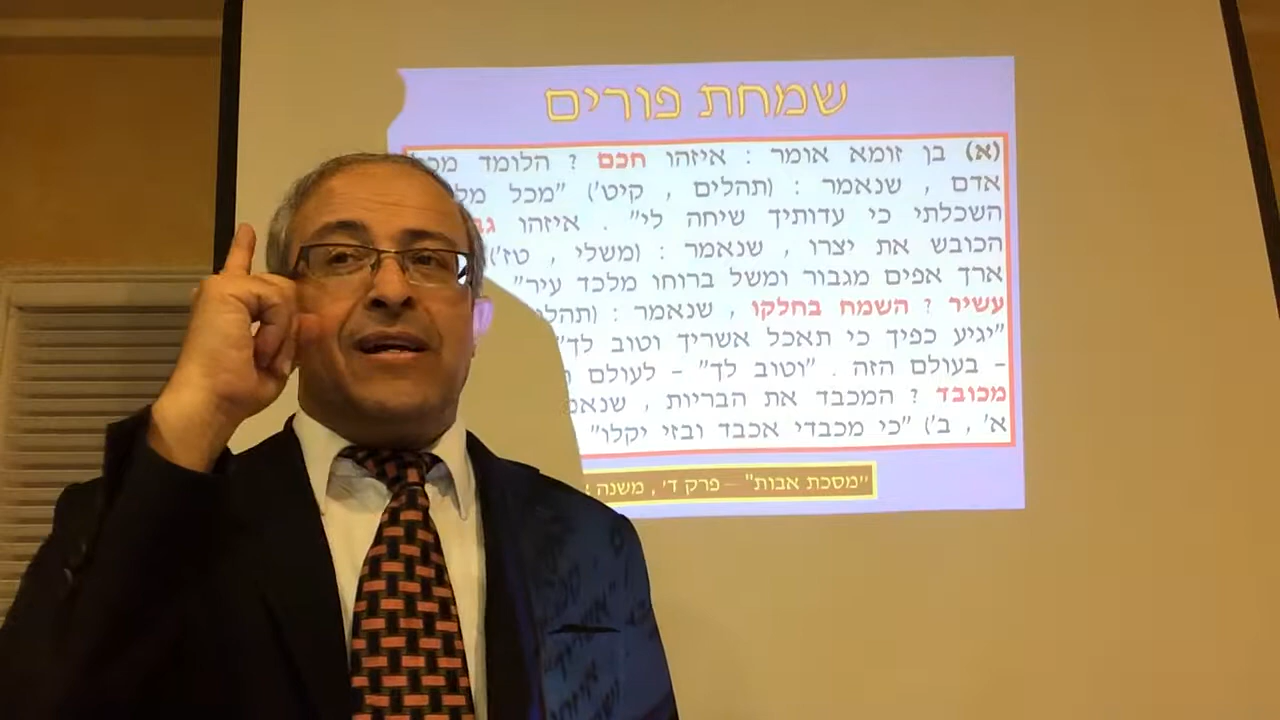 שמחת פורים
(א) בן זומא אומר : איזהו חכם ? הלומד
אדם , שנאמר : (תהלים , קיט') "מכל
השכלתי כי עדותיך שיחה לי" . איזהו
הכובש את יצרו , שנאמר : (משלי , טז')
ארך אפים מגבור ומשל ברוחו מלכד עיר"
עשיר ? השמח בחלקו , שנאמר :
"יגיע כפיך כי תאכל אשריך וטוב לך"
- בעולם הזה . "וטוב לך" - לעולם
מכובד ? המכבד את הבריות ,
א' , ב') "כי מכבדי אכבד ובזי יקלו"
"מסכת אבות" – פרק ד' , משנה